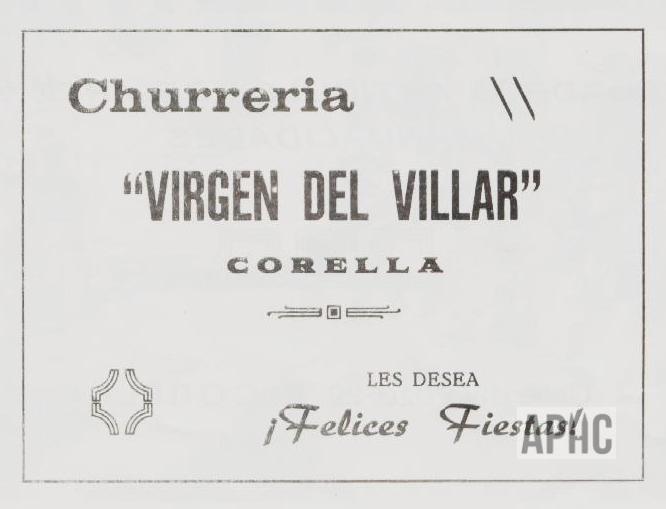 Churreria
“VIRGEN DEL VILLAR”
CORELLA
LES DESEA
¡Felices Fiestas!
APHC